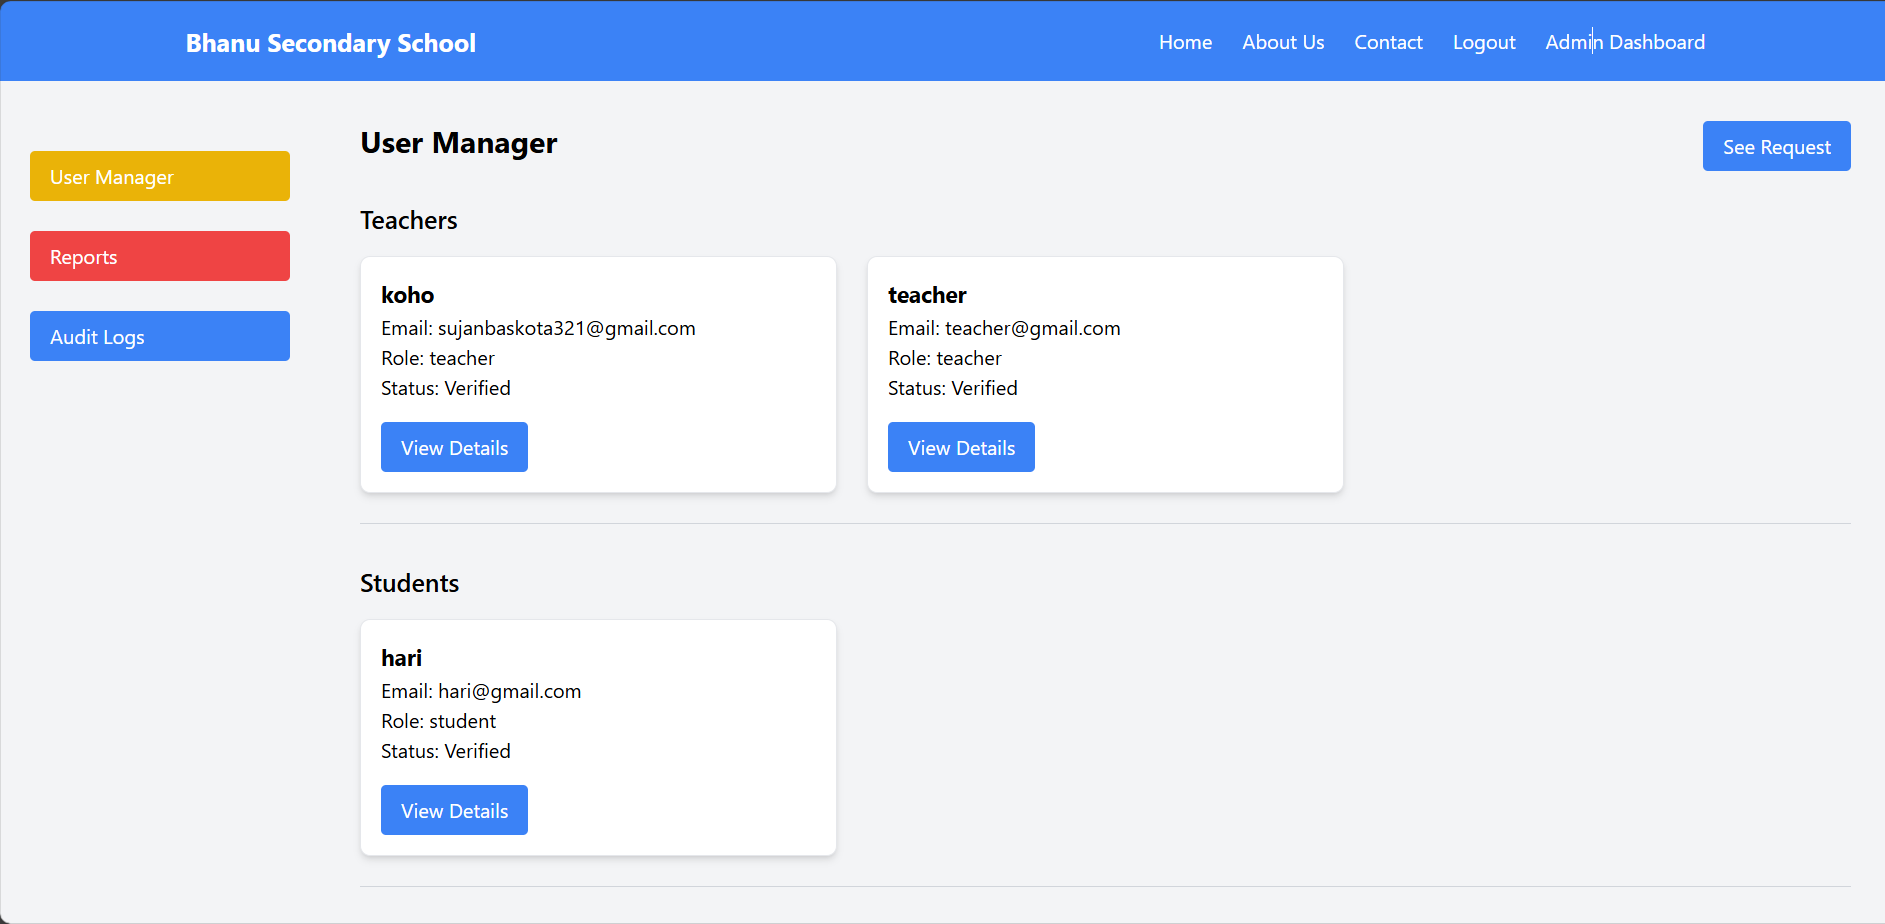 Bhanu Secondary School
Home About Us Contact Logout Admin Dashboard
User Manager
Reports
Audit Logs
User Manager
See Request
Teachers
koho
Email: sujanbaskota321@gmail.com
Role: teacher
Status: Verified
View Details
teacher
Email: teacher@gmail.com
Role: teacher
Status: Verified
View Details
Students
hari
Email: hari@gmail.com
Role: student
Status: Verified
View Details